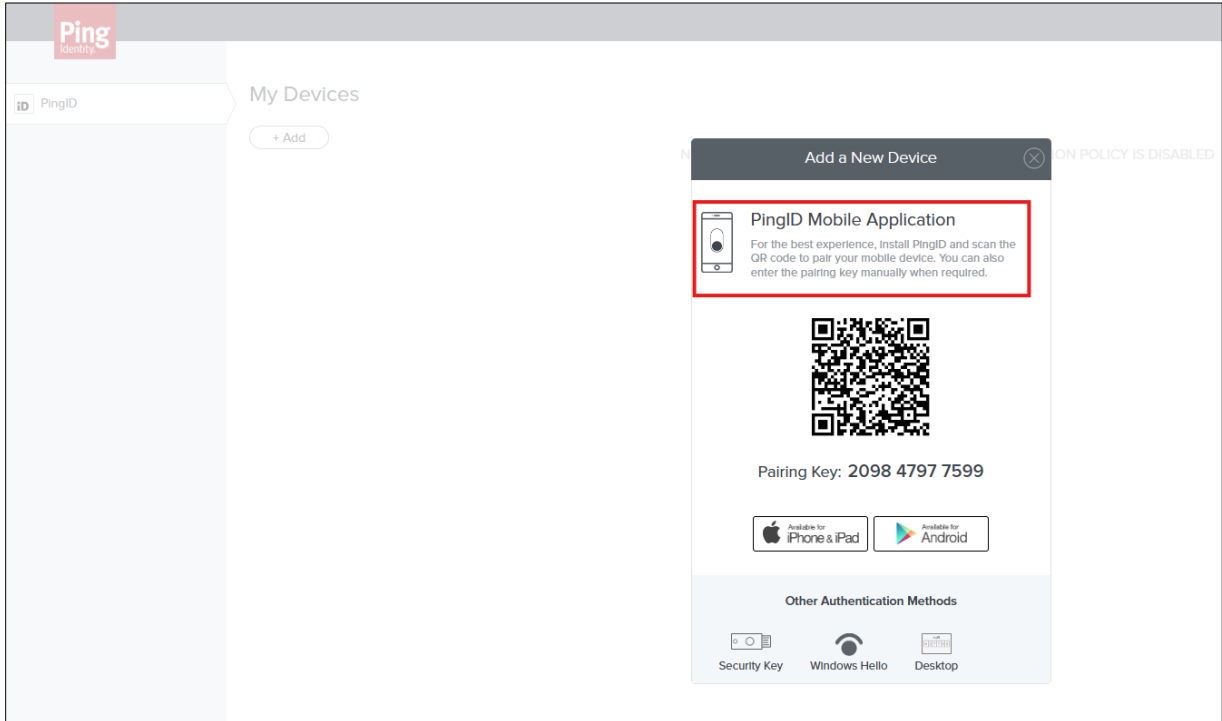 Ping
Identity.
iD PingID
My Devices
+ Add
N
ON POLICY IS DISABLED
Add a New Device
PingID Mobile Application
For the best experience, install PingID and scan the
QR code to pair your mobile device. You can also
enter the pairing key manually when required.
Pairing Key: 2098 4797 7599
Available for
iPhone & iPad
Available for
Android
Other Authentication Methods
Security Key
Windows Hello
Desktop